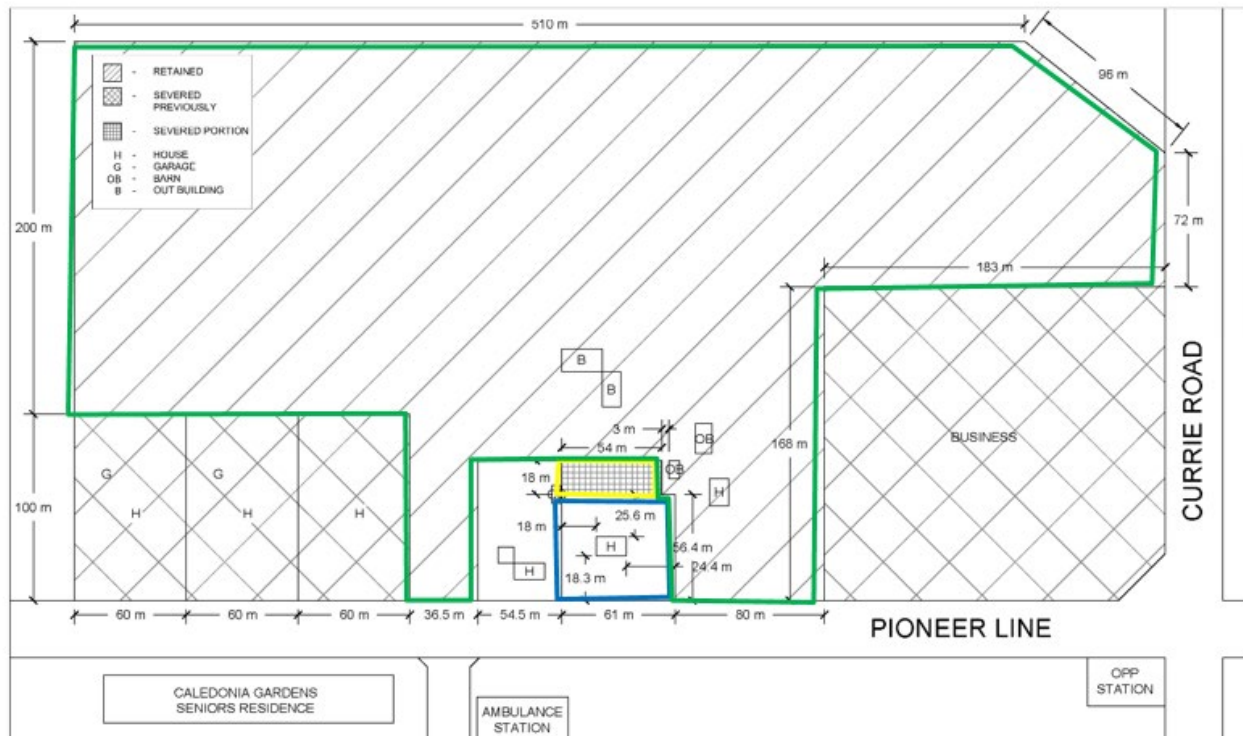 510 m
96 m
- RETAINED
- SEVERED
PREVIOUSLY
- SEVERED PORTION
H - HOUSE
G - GARAGE
OB - BARN
B - OUT BUILDING
200 m
72 m
183 m
B
B
3 m
54 m
OB
168 m
BUSINESS
CURRIE ROAD
G
G
18 m
OB
H
100 m
H
H
H
18 m
25.6 m
H
56.4 m
H
18.3 m
24.4 m
60 m
60 m
60 m
36.5 m
54.5 m
61 m
80 m
PIONEER LINE
CALEDONIA GARDENS
SENIORS RESIDENCE
AMBULANCE
STATION
OPP
STATION